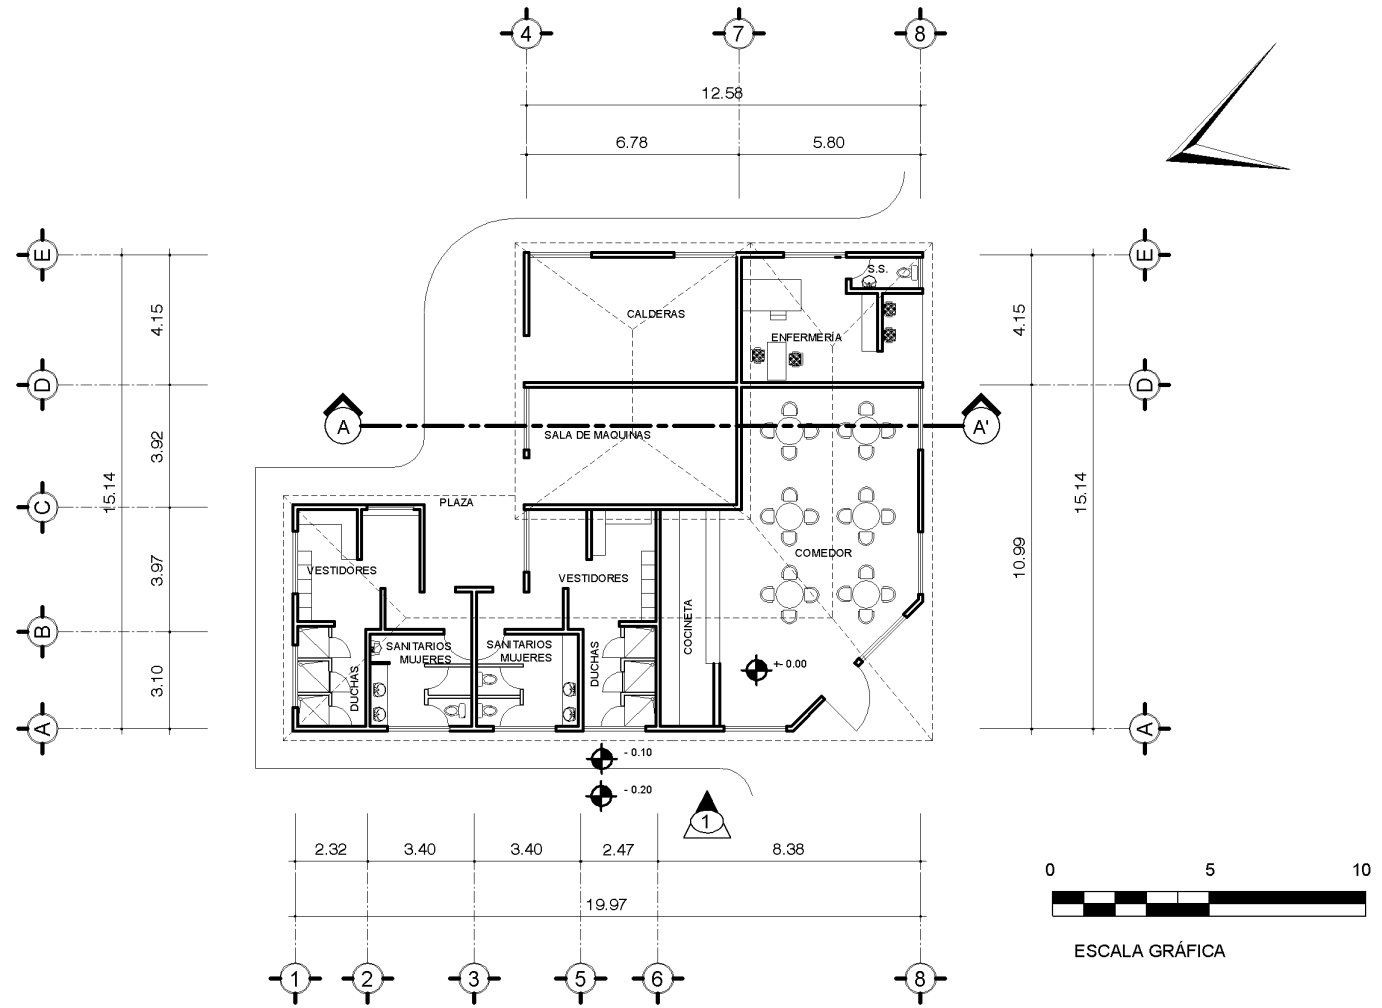 4 7 8
12.58
6.78 5.80
E E
4.15 4.15
S.S.
CALDERAS
ENFERMERÍA
D D
A A'
SALA DE MAQUINAS
3.92
15.14 15.14
PLAZA
C
COMEDOR
10.99
3.97
VESTIDORES VESTIDORES
COCINETA
B
SANITARIOS SANITARIOS
MUJERES MUJERES
DUCHAS DUCHAS
+- 0.00
3.10
A A
- 0.10
- 0.20
1
2.32 3.40 3.40 2.47 8.38
0 5 10
19.97
ESCALA GRÁFICA
1 2 3 5 6 8